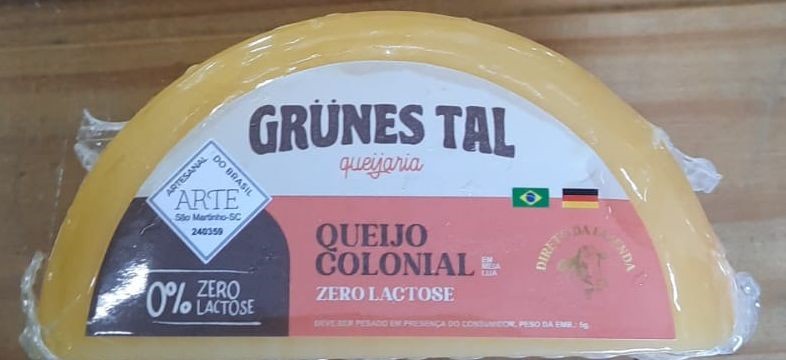 GRÜNES TAL
queijaria
ARTESANAL DO BRASIL
ARTE
São Martinho-SC
240359
0% ZERO
LACTOSE
QUEIJO
COLONIAL
EM
MEIA
LUA
ZERO LACTOSE
DIRETO DA FAZENDA
DEVE SER PESADO EM PRESENÇA DO CONSUMIDOR, PESO DA EMB.: 5g